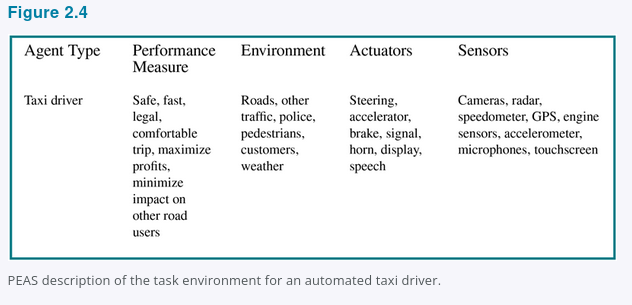 Figure 2.4
Agent Type Performance Measure Environment Actuators Sensors
Taxi driver
Safe, fast,
legal,
comfortable
trip, maximize
profits,
minimize
impact on
other road
users
Roads, other
traffic, police,
pedestrians,
customers,
weather
Steering,
accelerator,
brake, signal,
horn, display,
speech
Cameras, radar,
speedometer, GPS, engine
sensors, accelerometer,
microphones, touchscreen
PEAS description of the task environment for an automated taxi driver.